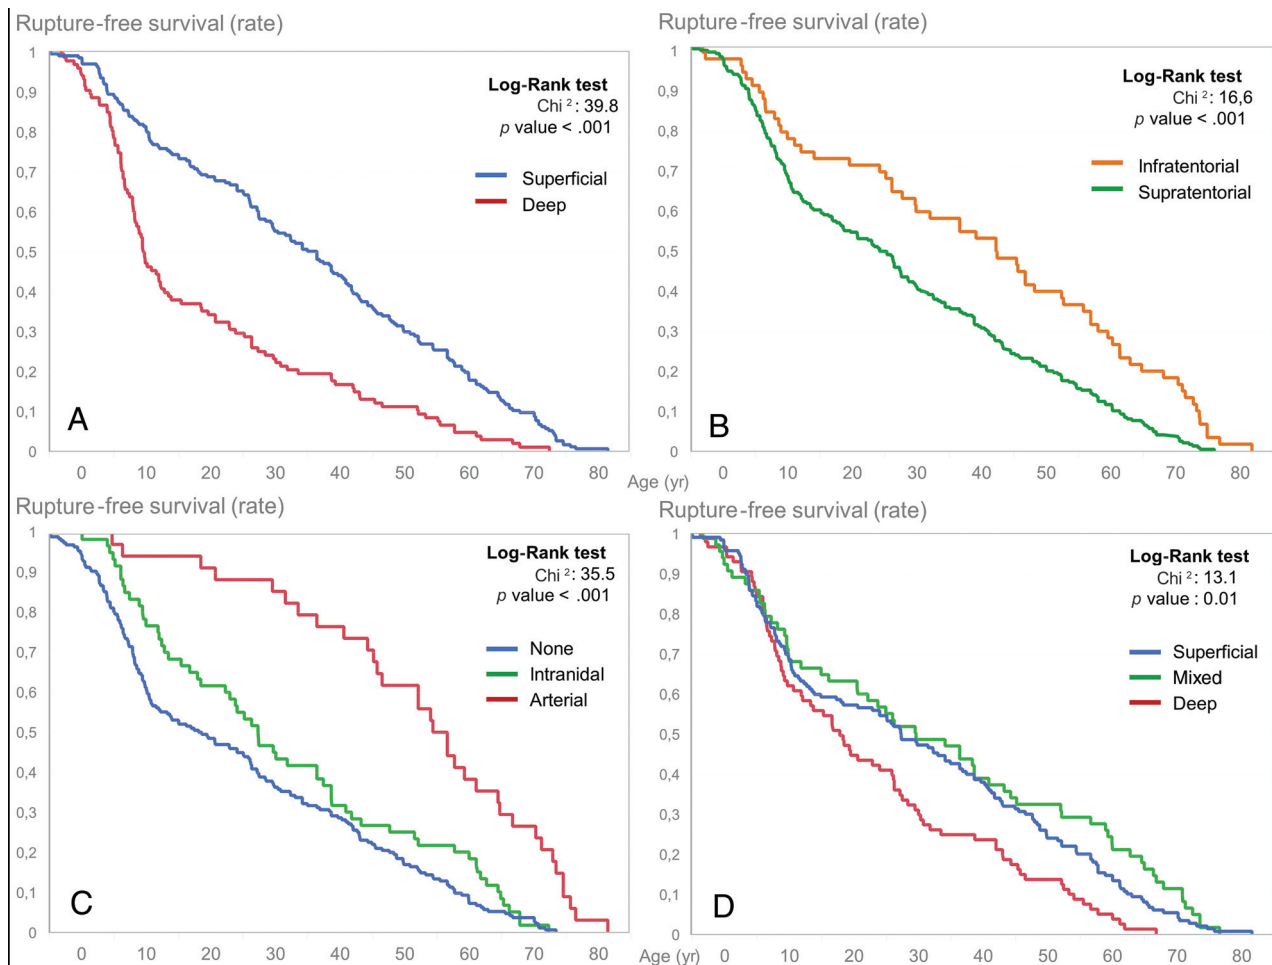 Rupture-free survival (rate)
1
0,9
0,8
0,7
0,6
0,5
0,4
0,3
0,2
0,1
0
Log-Rank test
Chi ²: 39.8
p value < .001
Superficial
Deep
A
0 10 20 30 40 50 60 70 80
Rupture-free survival (rate)
1
0,9
0,8
0,7
0,6
0,5
0,4
0,3
0,2
0,1
0
Log-Rank test
Chi ²: 16,6
p value < .001
Infratentorial
Supratentorial
B
0 10 20 30 40 50 60 70 80
Age (yr)
Rupture-free survival (rate)
1
0,9
0,8
0,7
0,6
0,5
0,4
0,3
0,2
0,1
0
Log-Rank test
Chi ²: 35.5
p value < .001
None
Intranidal
Arterial
C
0 10 20 30 40 50 60 70 80
Rupture-free survival (rate)
1
0,9
0,8
0,7
0,6
0,5
0,4
0,3
0,2
0,1
0
Log-Rank test
Chi ²: 13.1
p value : 0.01
Superficial
Mixed
Deep
D
0 10 20 30 40 50 60 70 80
Age (yr)